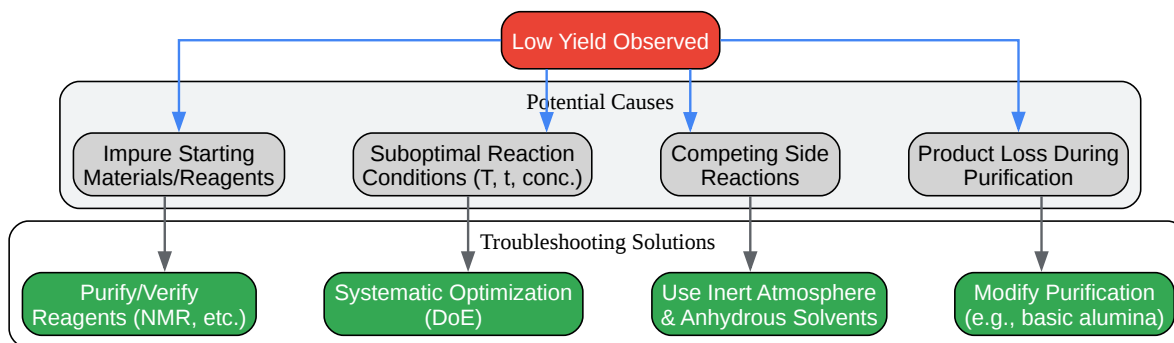 Low Yield Observed
Potential Causes
Impure Starting
Materials/Reagents
Suboptimal Reaction
Conditions (T, t, conc.)
Competing Side
Reactions
Product Loss During
Purification
Troubleshooting Solutions
Purify/Verify
Reagents (NMR, etc.)
Systematic Optimization
(DoE)
Use Inert Atmosphere
& Anhydrous Solvents
Modify Purification
(e.g., basic alumina)